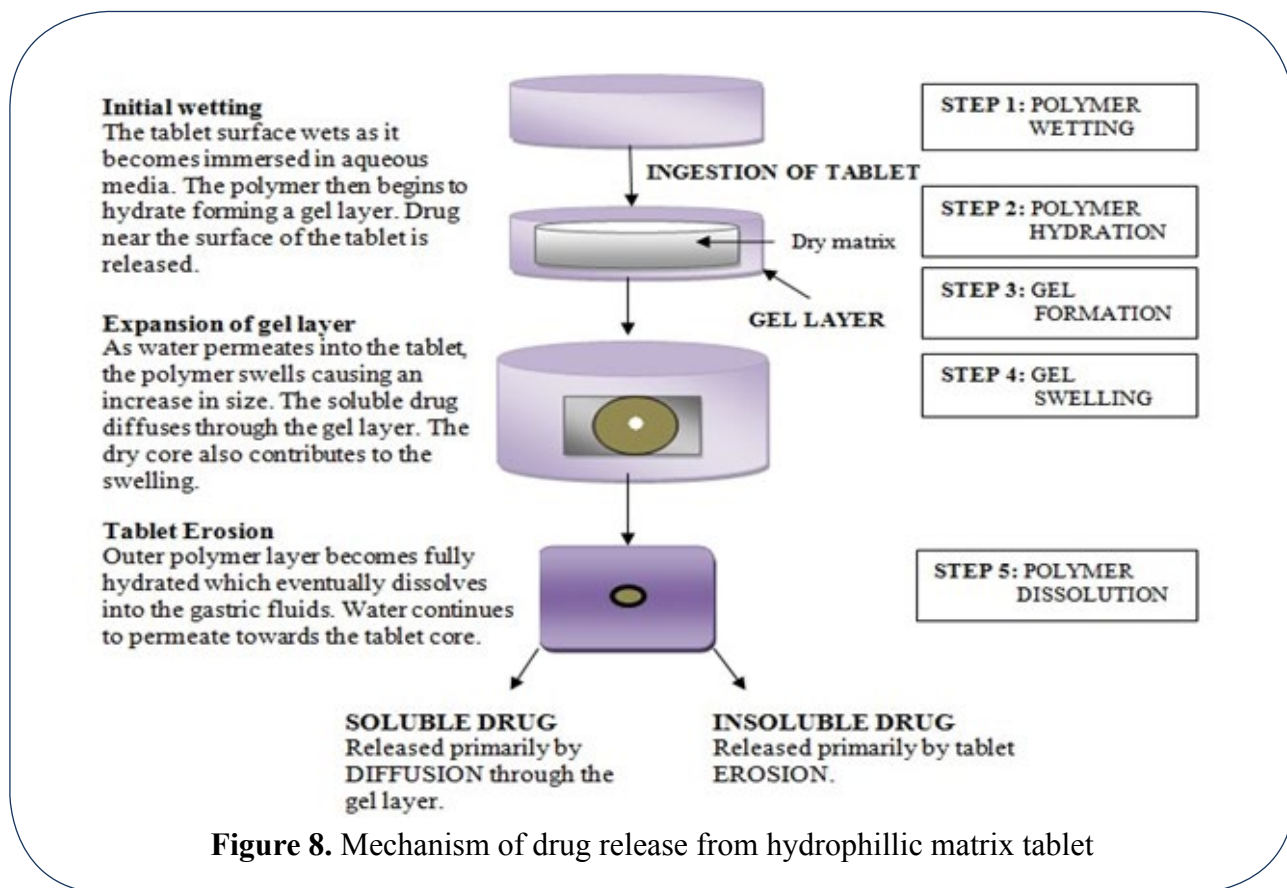 Initial wetting
The tablet surface wets as it
becomes immersed in aqueous
media. The polymer then begins to
hydrate forming a gel layer. Drug
near the surface of the tablet is
released.
Expansion of gel layer
As water permeates into the tablet,
the polymer swells causing an
increase in size. The soluble drug
diffuses through the gel layer. The
dry core also contributes to the
swelling.
Tablet Erosion
Outer polymer layer becomes fully
hydrated which eventually dissolves
into the gastric fluids. Water continues
to permeate towards the tablet core.
INGESTION OF TABLET
Dry matrix
GEL LAYER
STEP 1: POLYMER
WETTING
STEP 2: POLYMER
HYDRATION
STEP 3: GEL
FORMATION
STEP 4: GEL
SWELLING
STEP 5: POLYMER
DISSOLUTION
SOLUBLE DRUG
Released primarily by
DIFFUSION through the
gel layer.
INSOLUBLE DRUG
Released primarily by tablet
EROSION.
Figure 8. Mechanism of drug release from hydrophillic matrix tablet